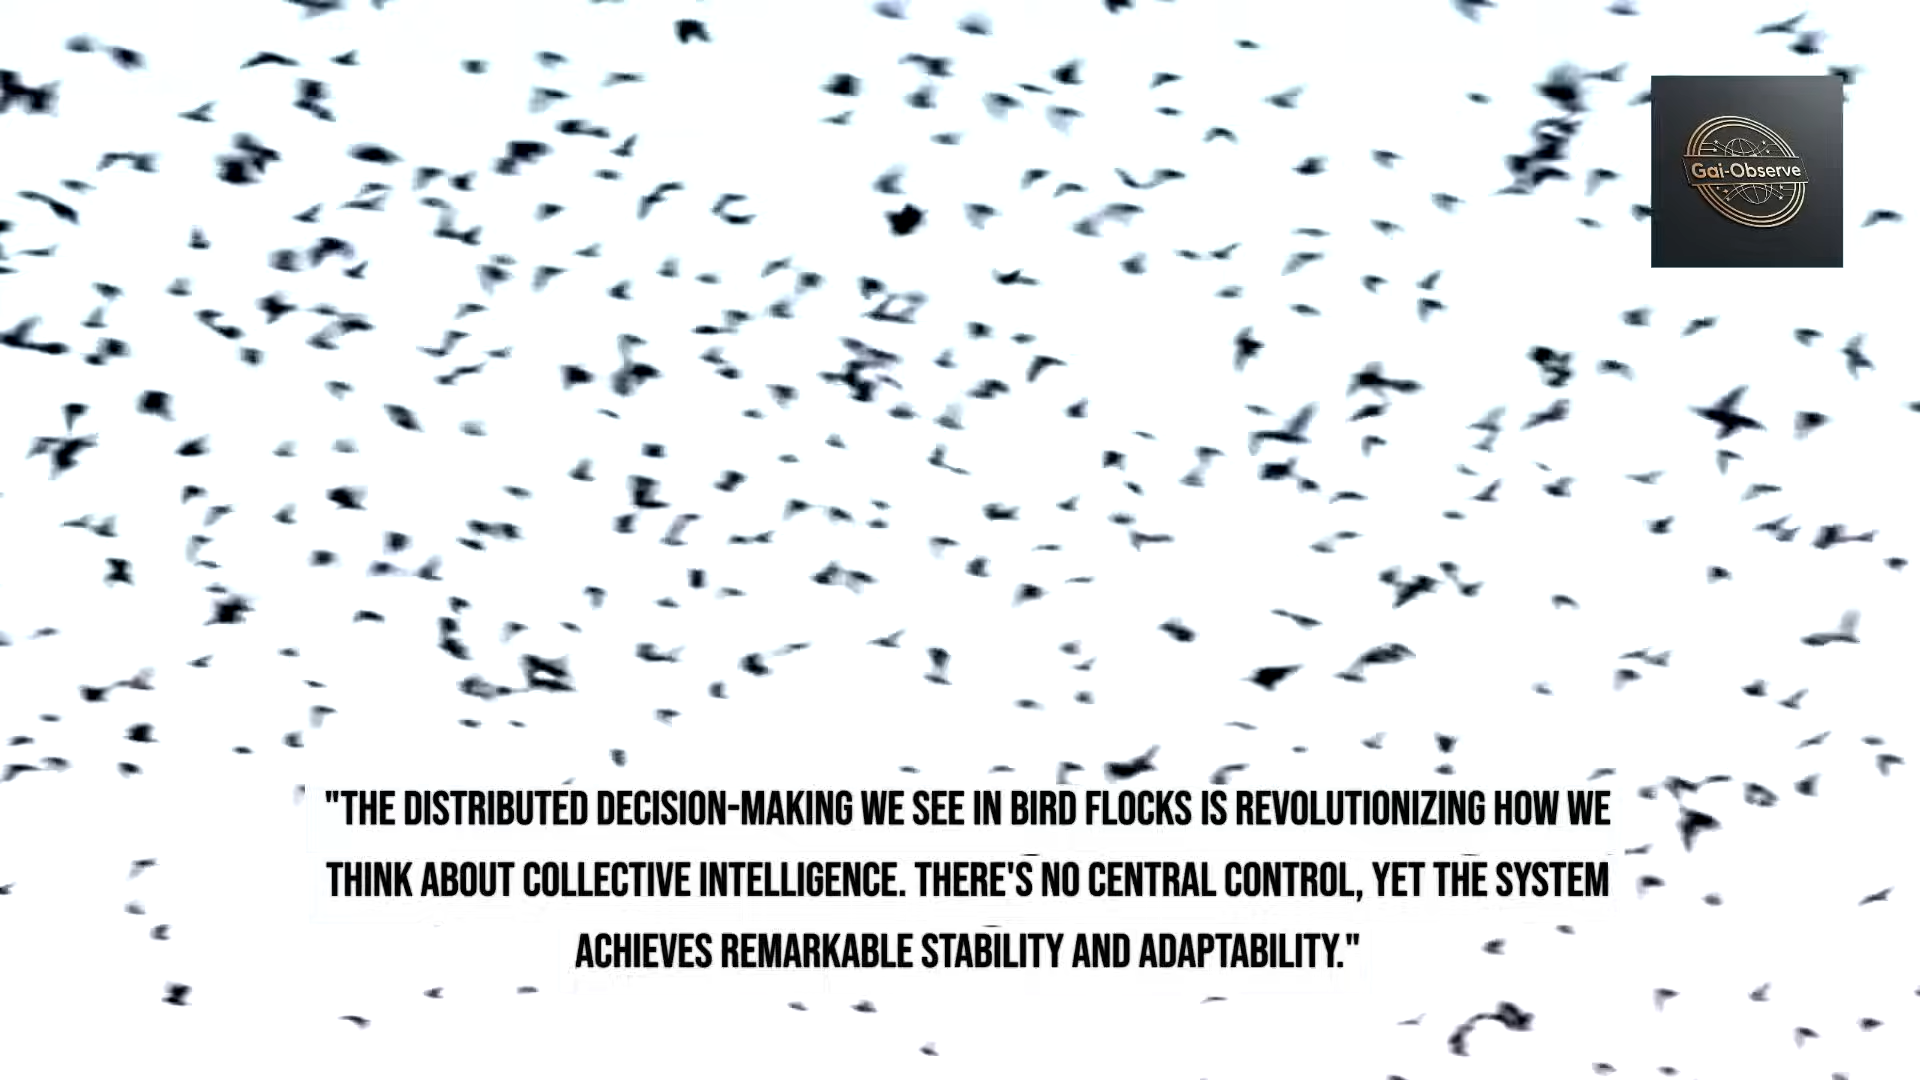 Gai-Observe
"THE DISTRIBUTED DECISION-MAKING WE SEE IN BIRD FLOCKS IS REVOLUTIONIZING HOW WE
THINK ABOUT COLLECTIVE INTELLIGENCE. THERE'S NO CENTRAL CONTROL, YET THE SYSTEM
ACHIEVES REMARKABLE STABILITY AND ADAPTABILITY."